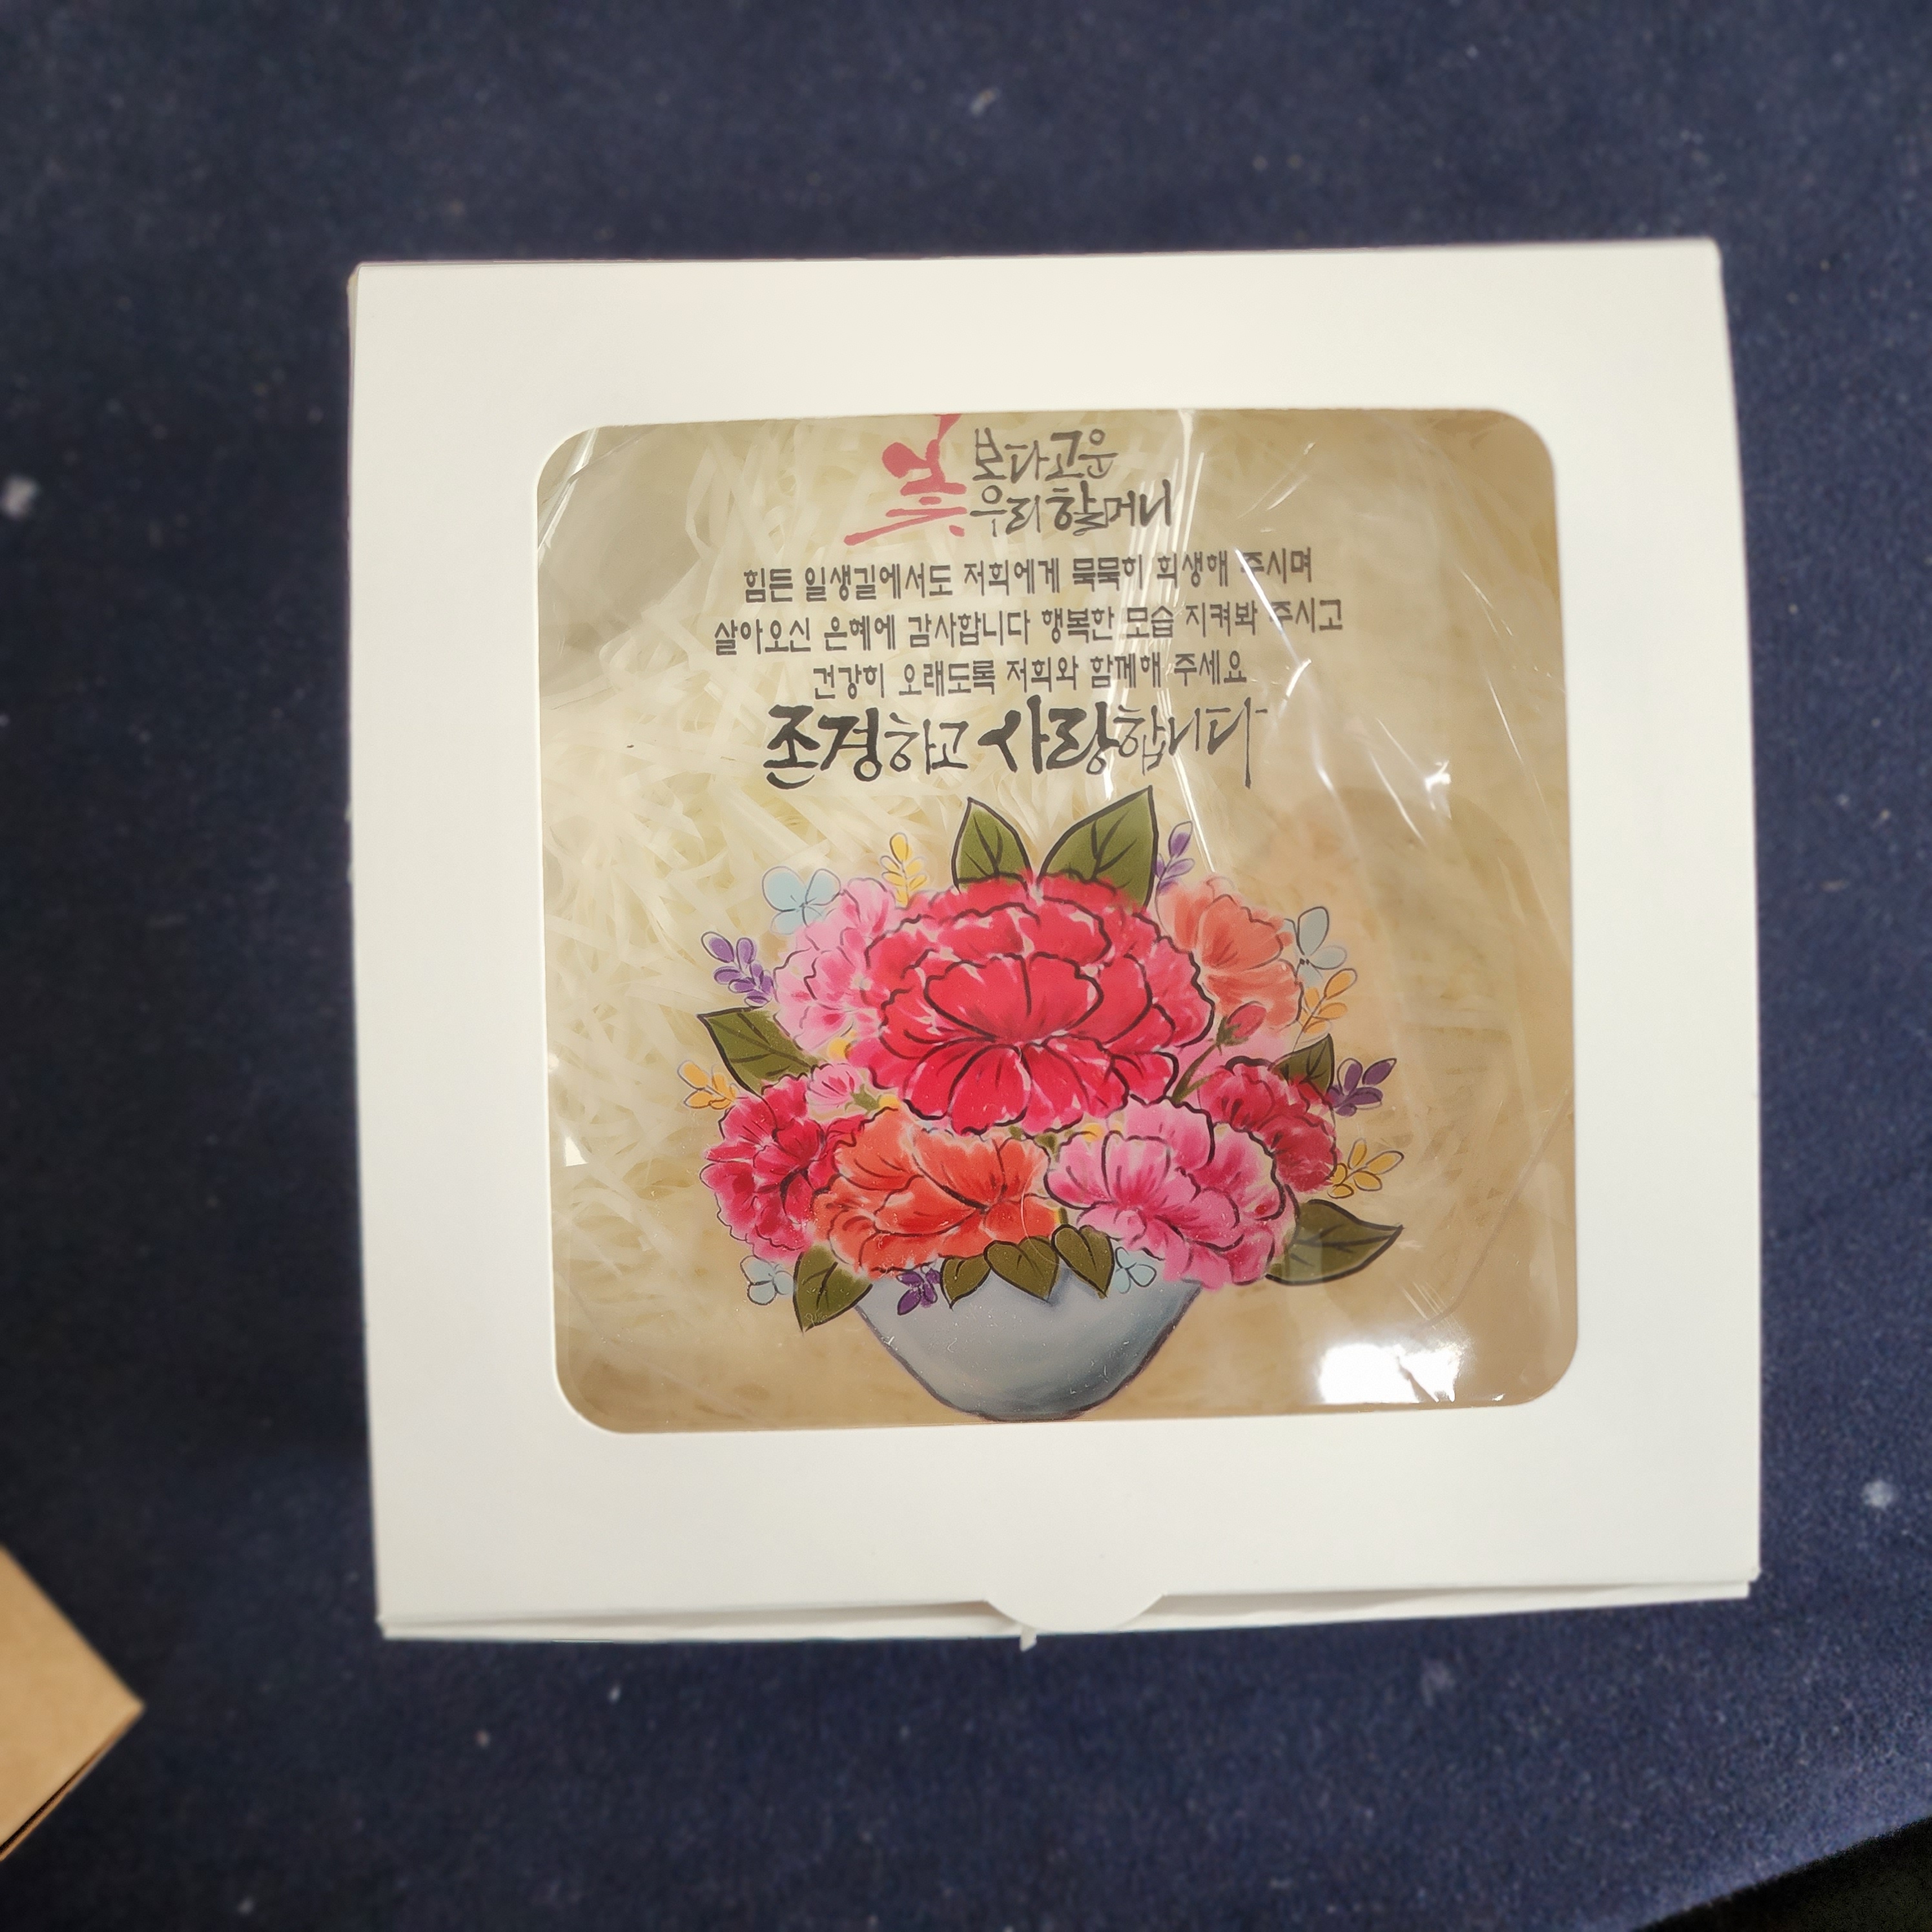 꽃 보다고운
우리할머니
힘든 일생길에서도 저희에게 묵묵히 희생해 주시며
살아오신 은혜에 감사합니다 행복한 모습 지켜봐 주시고
건강히 오래도록 저희와 함께해 주세요
존경하고 사랑합니다